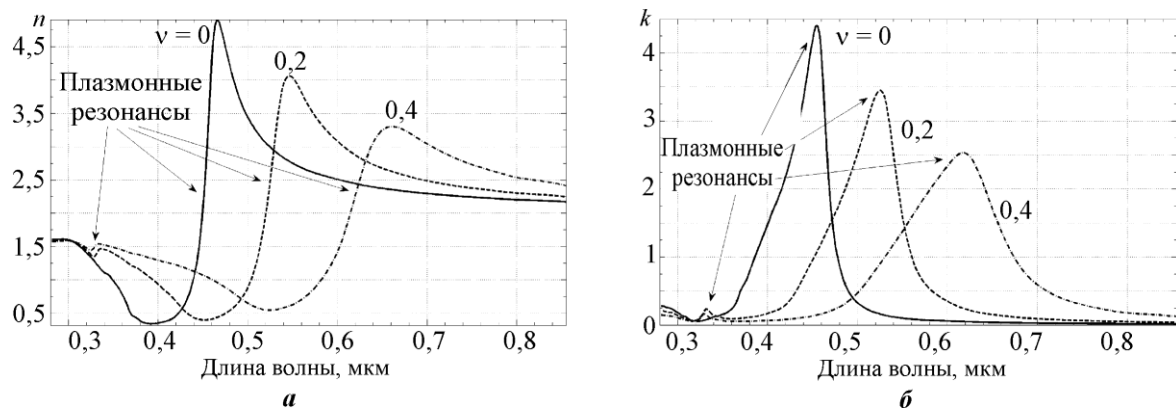 n
4,5
3,5
2,5
1,5
0,5
ν = 0
0,2
0,4
Плазмонные
резонансы
0,3 0,4 0,5 0,6 0,7 0,8
Длина волны, мкм
а
k
4
3
2
1
0
ν = 0
0,2
0,4
Плазмонные
резонансы
0,3 0,4 0,5 0,6 0,7 0,8
Длина волны, мкм
б